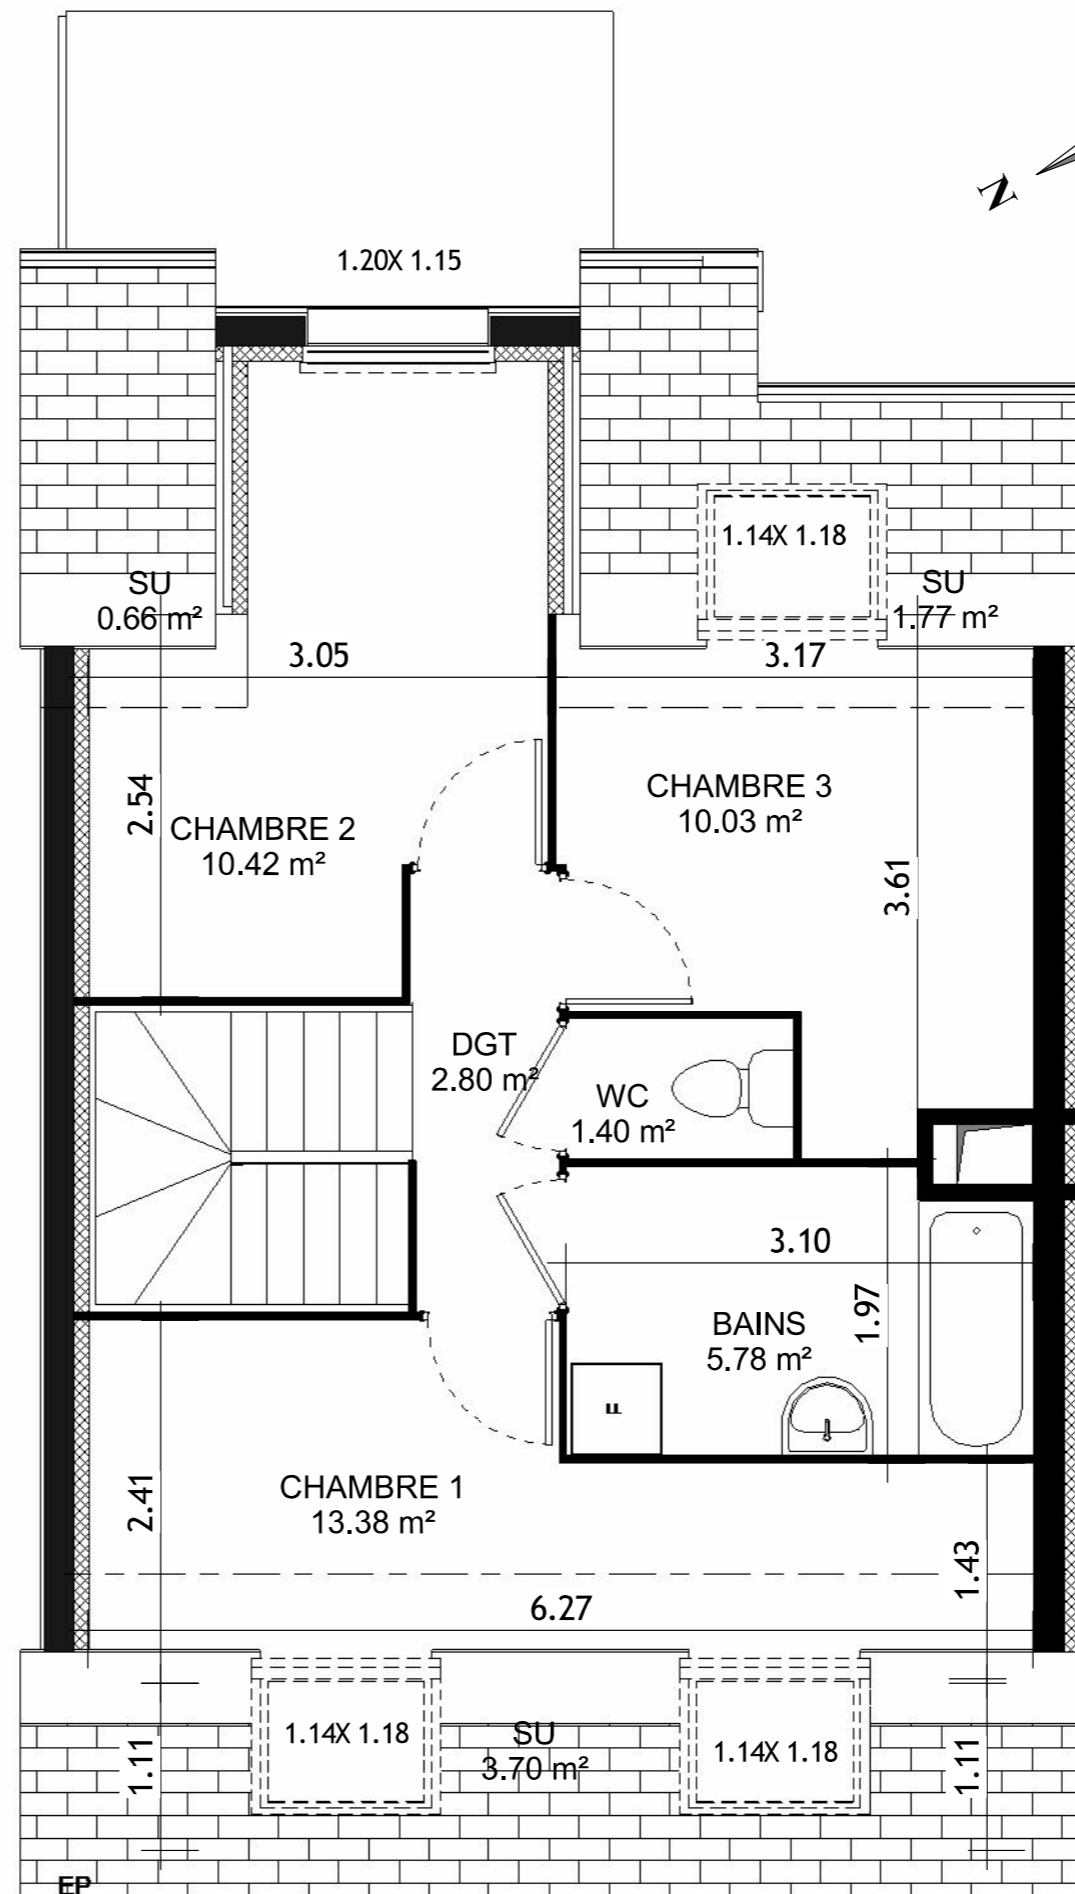 N
1.20X 1.15
1.14X 1.18
SU
0.66 m²
SU
1.77 m²
3.05
3.17
2.54
CHAMBRE 2
10.42 m²
CHAMBRE 3
10.03 m²
3.61
DGT
2.80 m²
WC
1.40 m²
3.10
1.97
BAINS
5.78 m²
LL
CHAMBRE 1
13.38 m²
2.41
1.43
6.27
1.14X 1.18
SU
3.70 m²
1.14X 1.18
1.11
1.11
EP